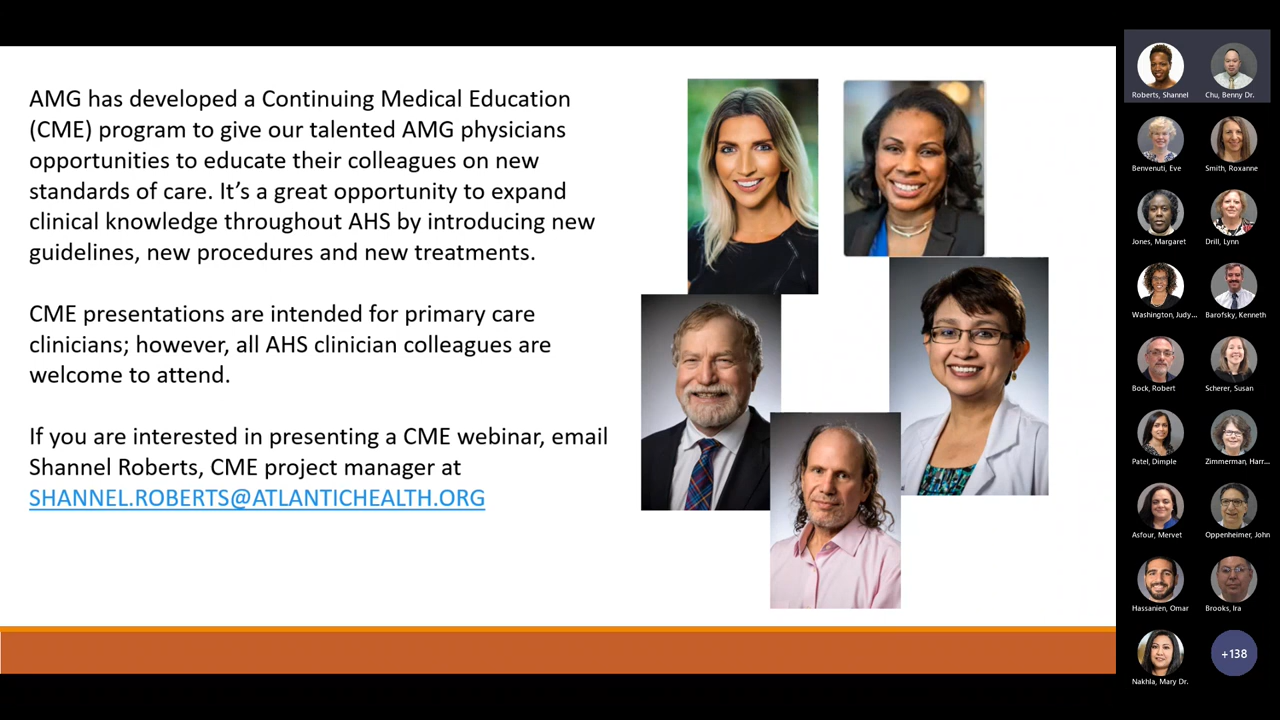 AMG has developed a Continuing Medical Education
(CME) program to give our talented AMG physicians
opportunities to educate their colleagues on new
standards of care. It’s a great opportunity to expand
clinical knowledge throughout AHS by introducing new
guidelines, new procedures and new treatments.
CME presentations are intended for primary care
clinicians; however, all AHS clinician colleagues are
welcome to attend.
If you are interested in presenting a CME webinar, email
Shannel Roberts, CME project manager at
SHANNEL.ROBERTS@ATLANTICHEALTH.ORG
Roberts, Shannel
Chu, Benny Dr.
Benvenuti, Eve
Smith, Roxanne
Jones, Margaret
Drill, Lynn
Washington, Judy...
Barofsky, Kenneth
Bock, Robert
Scherer, Susan
Patel, Dimple
Zimmerman, Harr...
Asfour, Mervet
Oppenheimer, John
Hassanien, Omar
Brooks, Ira
Nakhla, Mary Dr.
+138